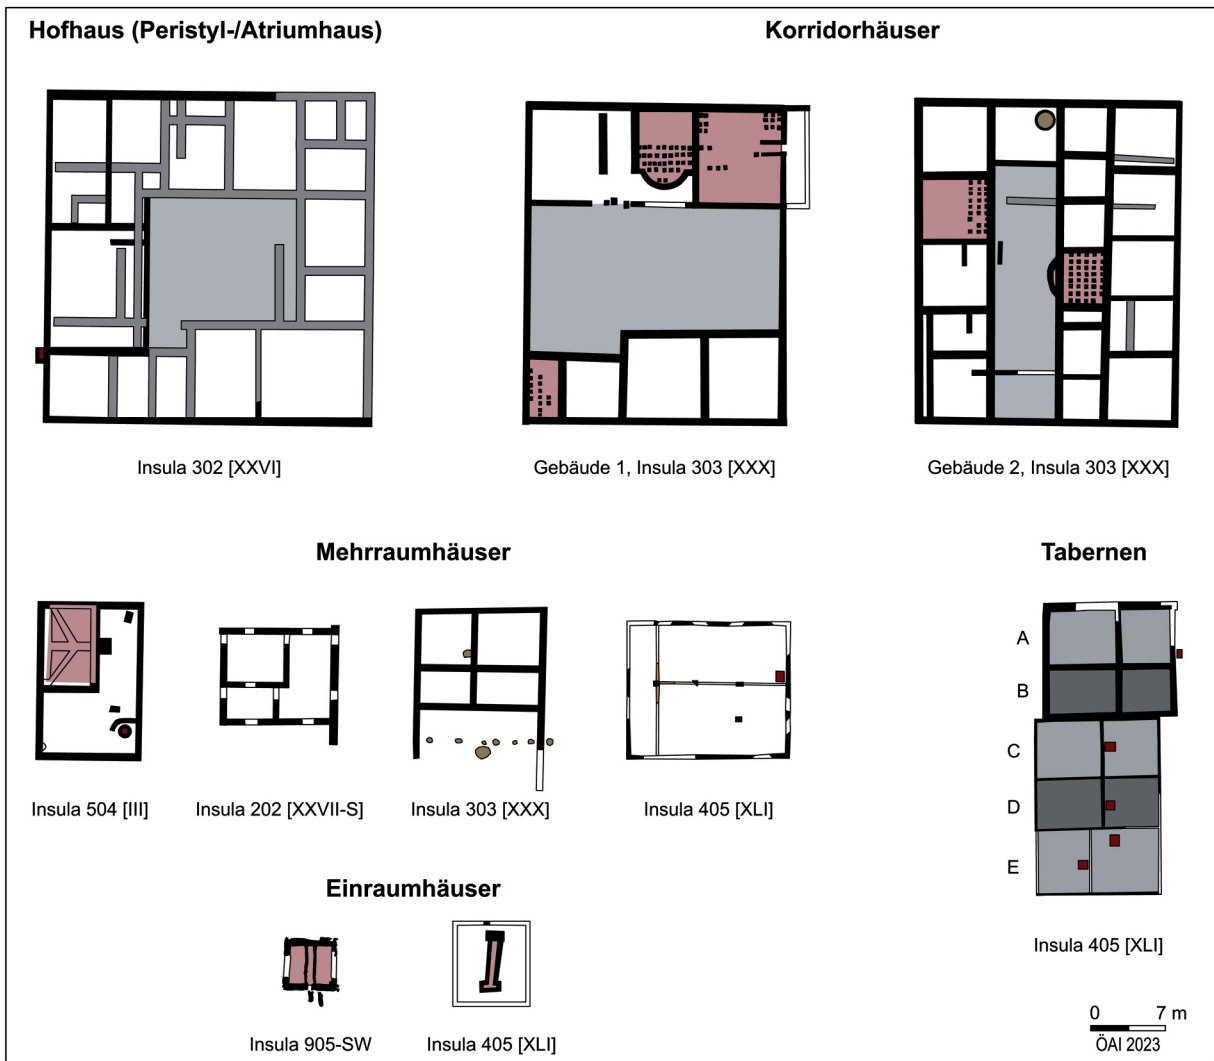 Hofhaus (Peristyl-/Atriumhaus)
Korridorhäuser
Insula 302 [XXVI]
Gebäude 1, Insula 303 [XXX]
Gebäude 2, Insula 303 [XXX]
Mehrraumhäuser
Tabernen
A
B
C
D
E
Insula 504 [III]
Insula 202 [XXVII-S]
Insula 303 [XXX]
Insula 405 [XLI]
Einraumhäuser
Insula 405 [XLI]
Insula 905-SW
Insula 405 [XLI]
0 7 m
ÖAI 2023